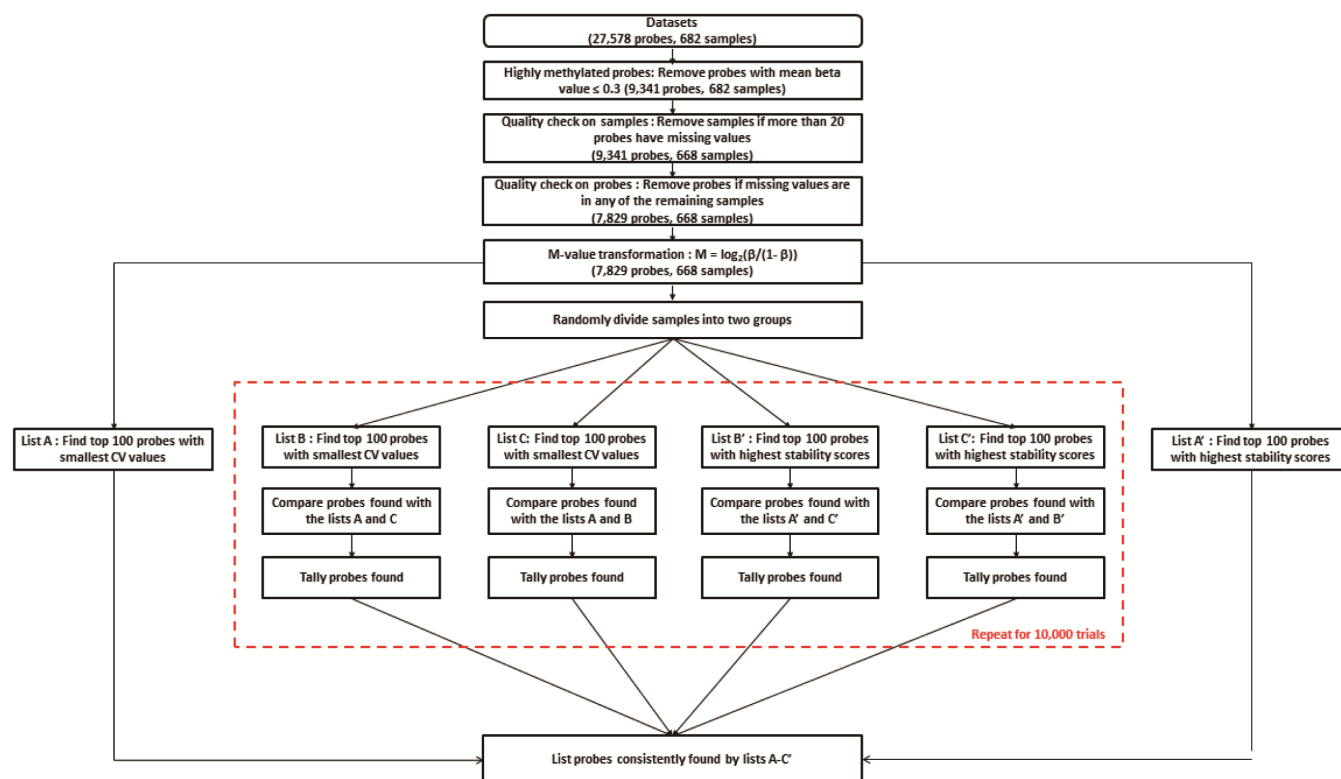 Datasets
(27,578 probes, 682 samples)
Highly methylated probes: Remove probes with mean beta
value ≤ 0.3 (9,341 probes, 682 samples)
Quality check on samples : Remove samples if more than 20
probes have missing values
(9,341 probes, 668 samples)
Quality check on probes : Remove probes if missing values are
in any of the remaining samples
(7,829 probes, 668 samples)
M-value transformation : M = log₂(β/(1- β))
(7,829 probes, 668 samples)
Randomly divide samples into two groups
List A : Find top 100 probes with
smallest CV values
List B : Find top 100 probes
with smallest CV values
List C: Find top 100 probes
with smallest CV values
List B’ : Find top 100 probes
with highest stability scores
List C’: Find top 100 probes
with highest stability scores
List A’ : Find top 100 probes
with highest stability scores
Compare probes found with
the lists A and C
Compare probes found
with the lists A and B
Compare probes found with
the lists A’ and C’
Compare probes found with
the lists A’ and B’
Tally probes found
Tally probes found
Tally probes found
Tally probes found
Repeat for 10,000 trials
List probes consistently found by lists A-C’